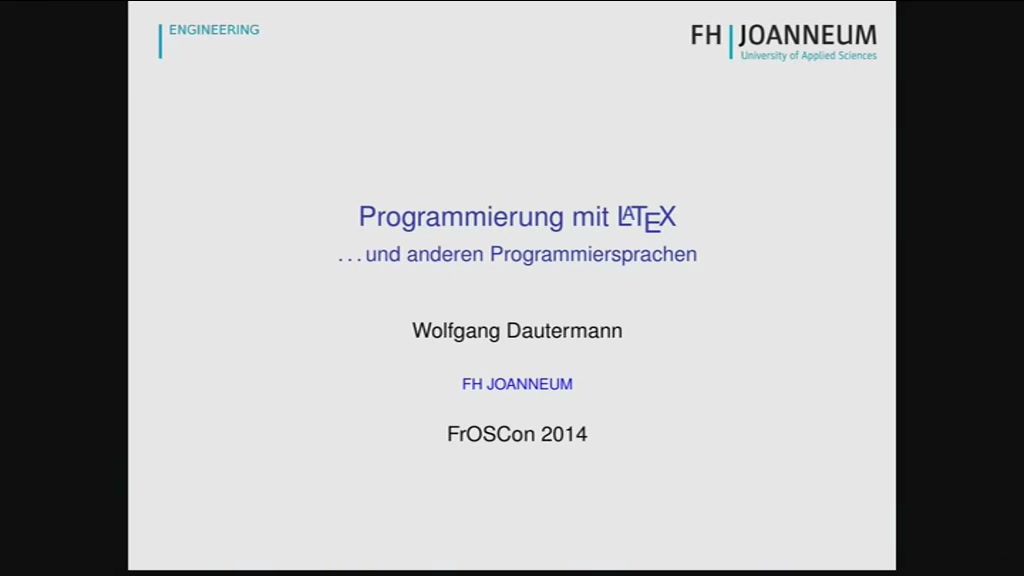 ENGINEERING
FH JOANNEUM
University of Applied Sciences
Programmierung mit LATEX
...und anderen Programmiersprachen
Wolfgang Dautermann
FH JOANNEUM
FrOSCon 2014